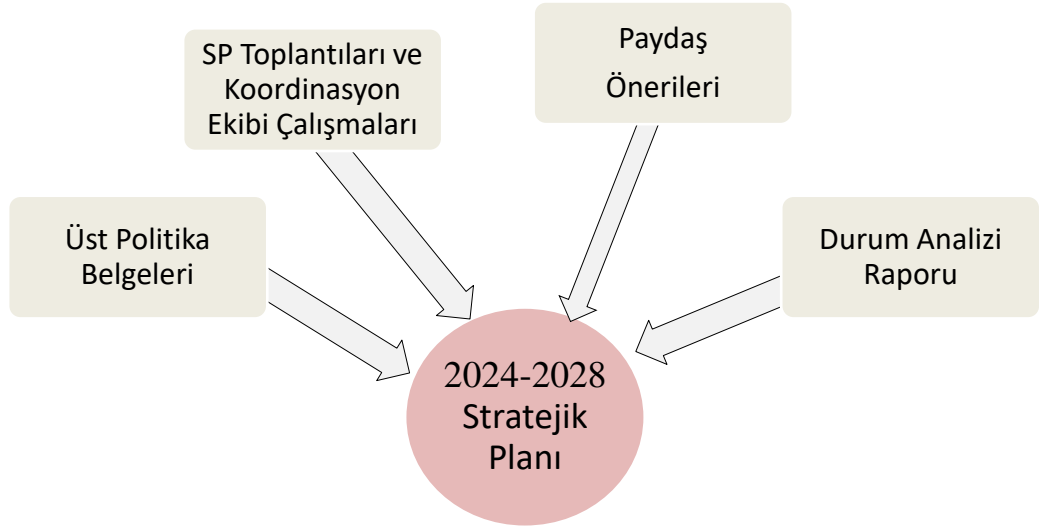 SP Toplantıları ve
Koordinasyon
Ekibi Çalışmaları
Paydaş
Önerileri
Üst Politika
Belgeleri
Durum Analizi
Raporu
2024-2028
Stratejik
Planı